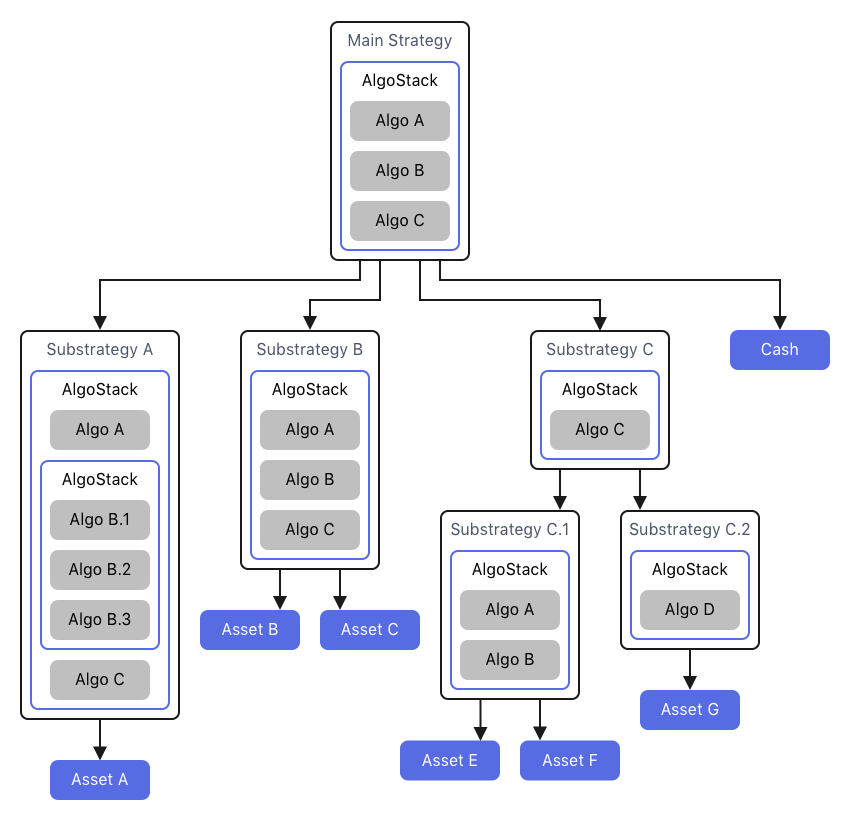 Main Strategy
AlgoStack
Algo A
Algo B
Algo C
Substrategy A
AlgoStack
Algo A
AlgoStack
Algo B.1
Algo B.2
Algo B.3
Algo C
Asset A
Substrategy B
AlgoStack
Algo A
Algo B
Algo C
Asset B
Asset C
Substrategy C
AlgoStack
Algo C
Substrategy C.1
AlgoStack
Algo A
Algo B
Asset E
Asset F
Substrategy C.2
AlgoStack
Algo D
Asset G
Cash